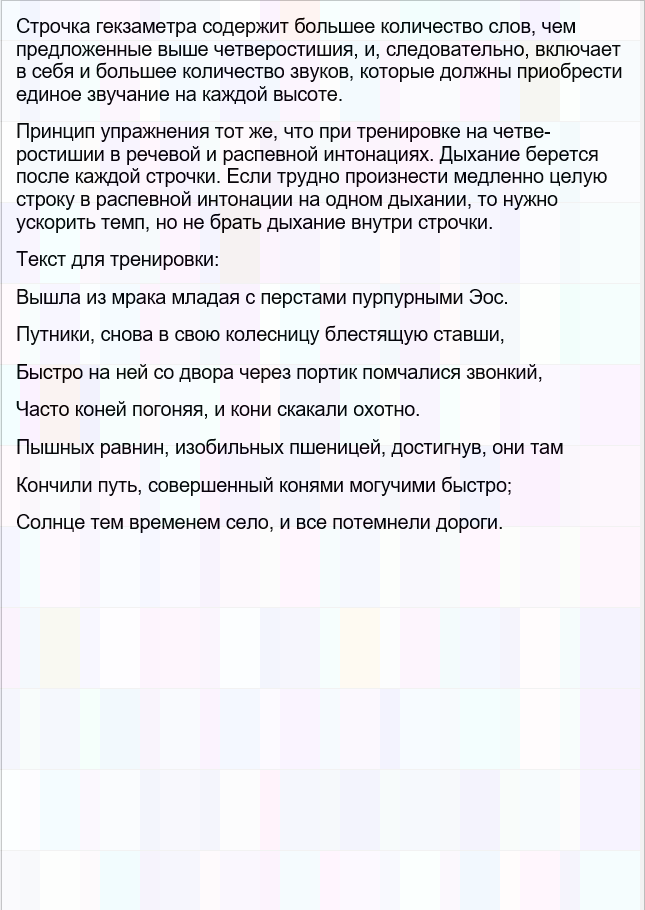 Строчка гекзаметра содержит большее количество слов, чем
предложенные выше четверостишия, и, следовательно, включает
в себя и большее количество звуков, которые должны приобрести
единое звучание на каждой высоте.
Принцип упражнения тот же, что при тренировке на четве-
ростишии в речевой и распевной интонациях. Дыхание берется
после каждой строчки. Если трудно произнести медленно целую
строку в распевной интонации на одном дыхании, то нужно
ускорить темп, но не брать дыхание внутри строчки.
Текст для тренировки:
Вышла из мрака младая с перстами пурпурными Эос.
Путники, снова в свою колесницу блестящую ставши,
Быстро на ней со двора через портик помчалися звонкий,
Часто коней погоняя, и кони скакали охотно.
Пышных равнин, изобильных пшеницей, достигнув, они там
Кончили путь, совершенный конями могучими быстро;
Солнце тем временем село, и все потемнели дороги.